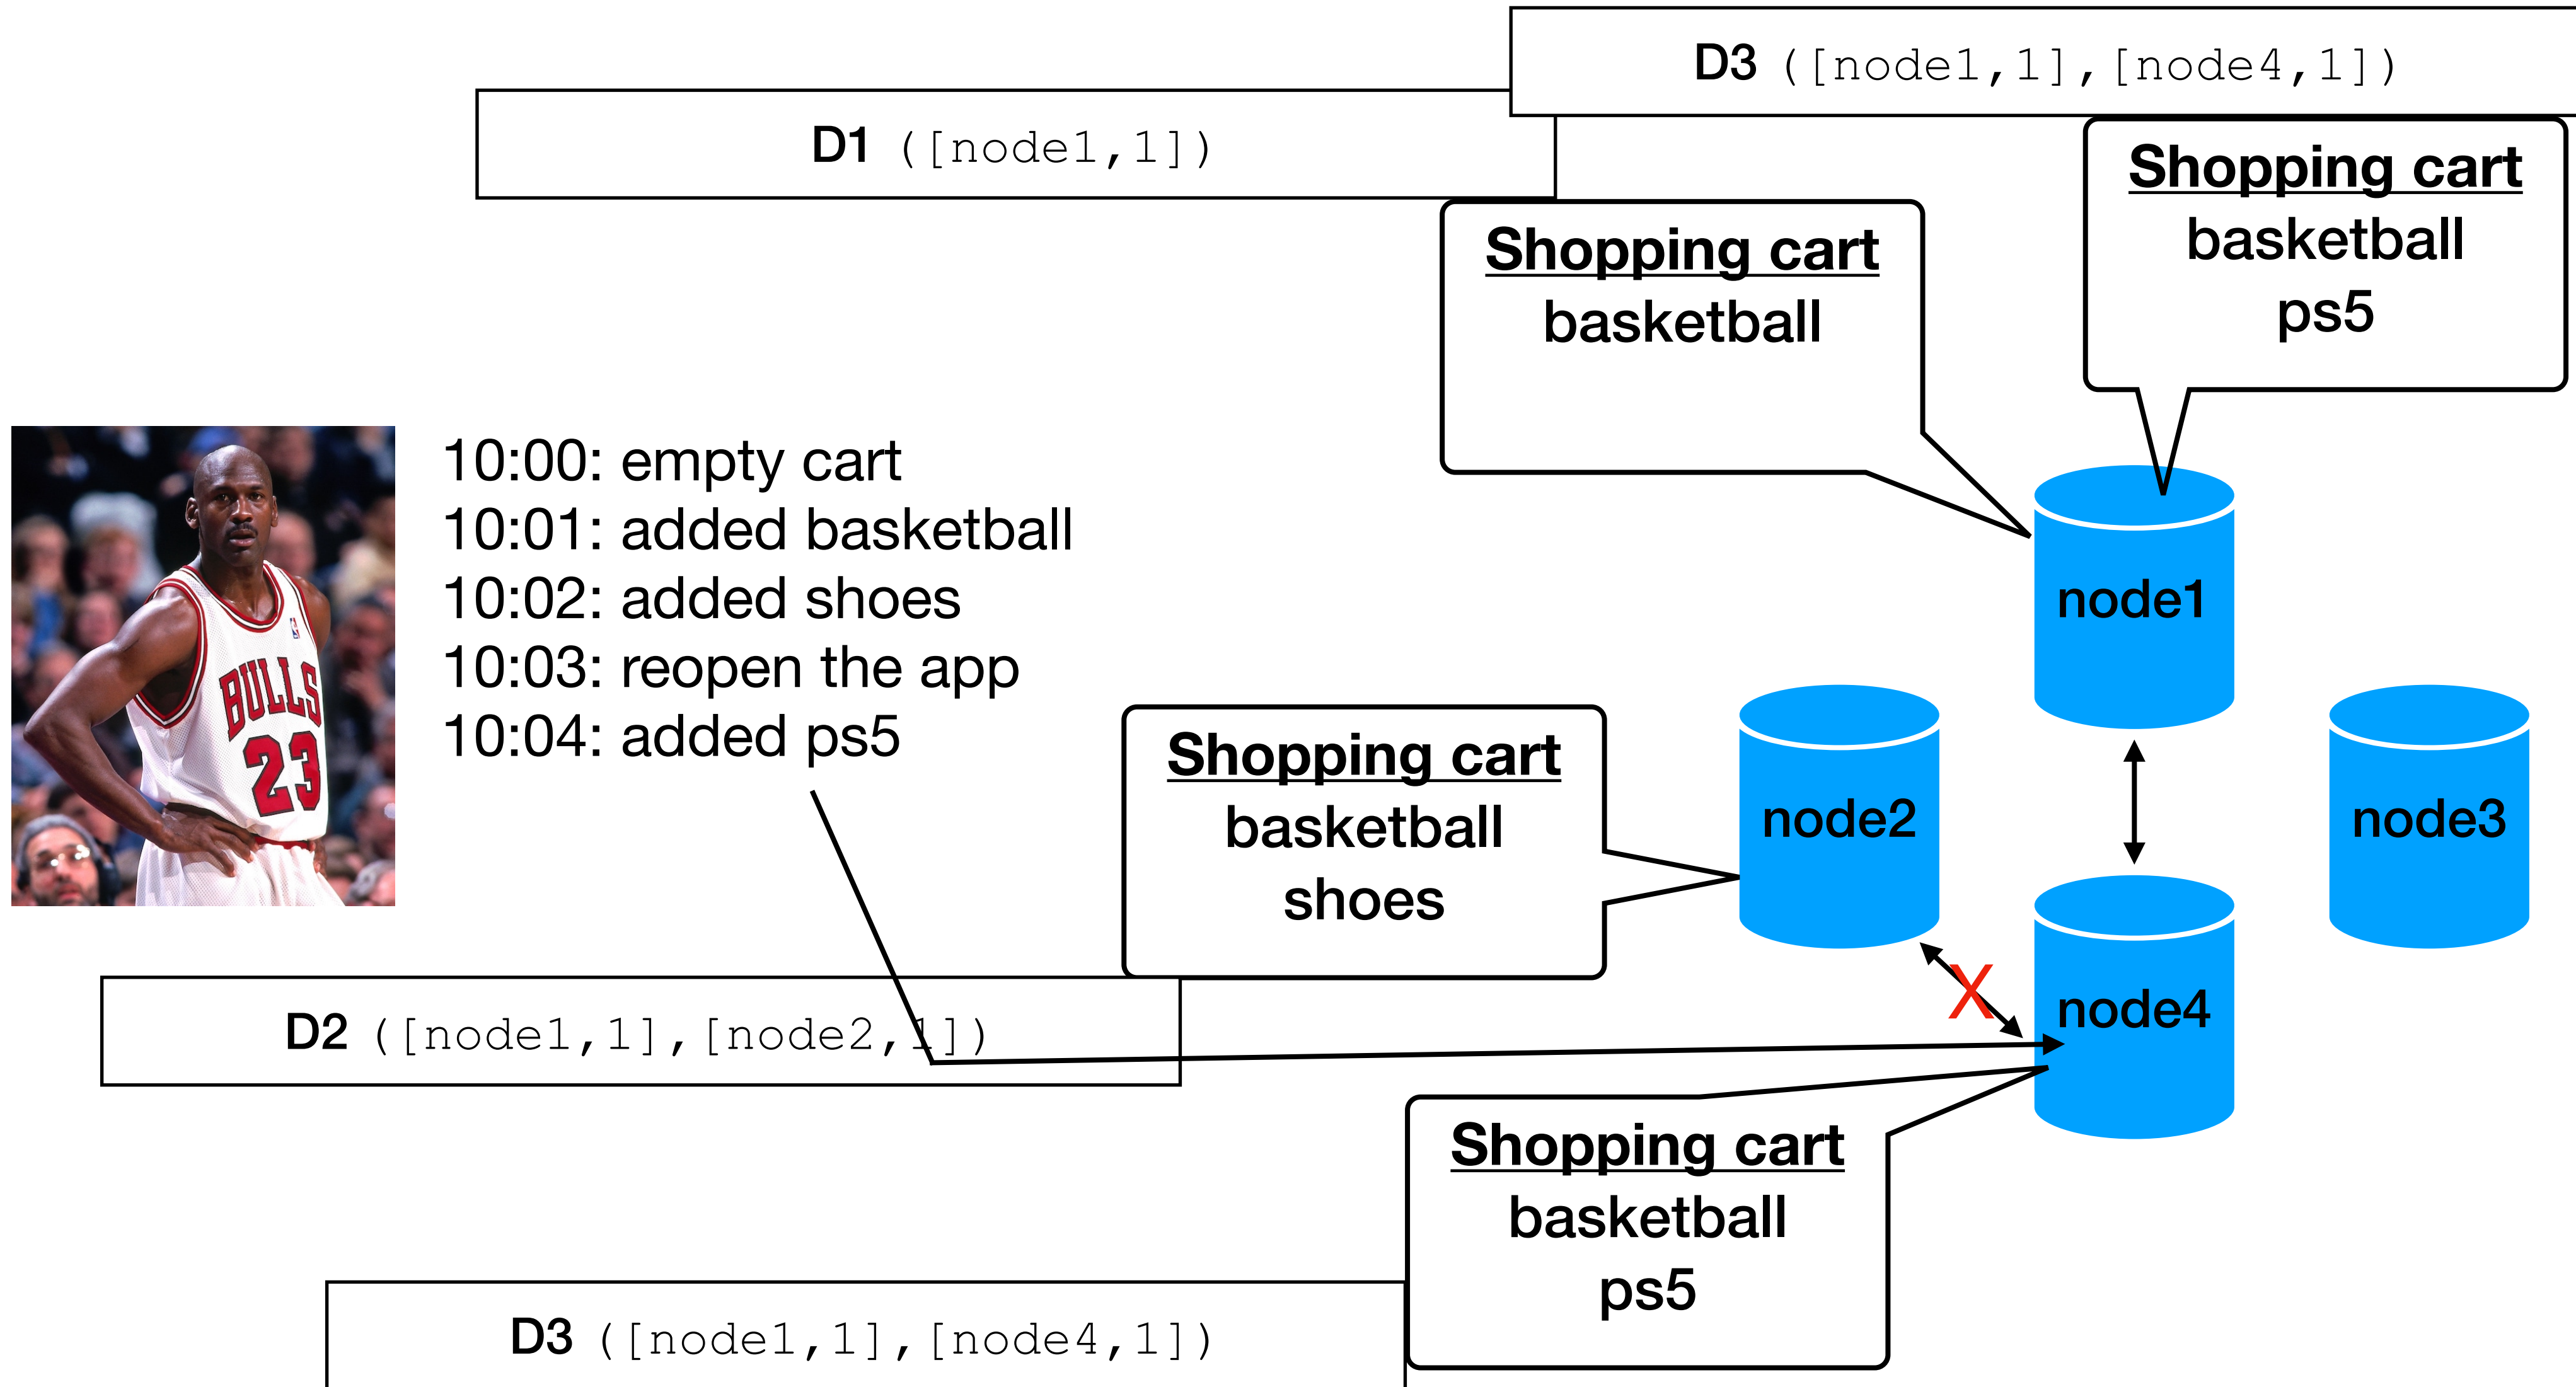 D3 ([node1,1],[node4,1])
D1 ([node1,1])
Shopping cart
basketball
ps5
Shopping cart
basketball
10:00: empty cart
10:01: added basketball
10:02: added shoes
10:03: reopen the app
10:04: added ps5
BULLS
23
node1
Shopping cart
basketball
shoes
node2
node3
X
node4
D2 ([node1,1],[node2,1])
Shopping cart
basketball
ps5
D3 ([node1,1],[node4,1])